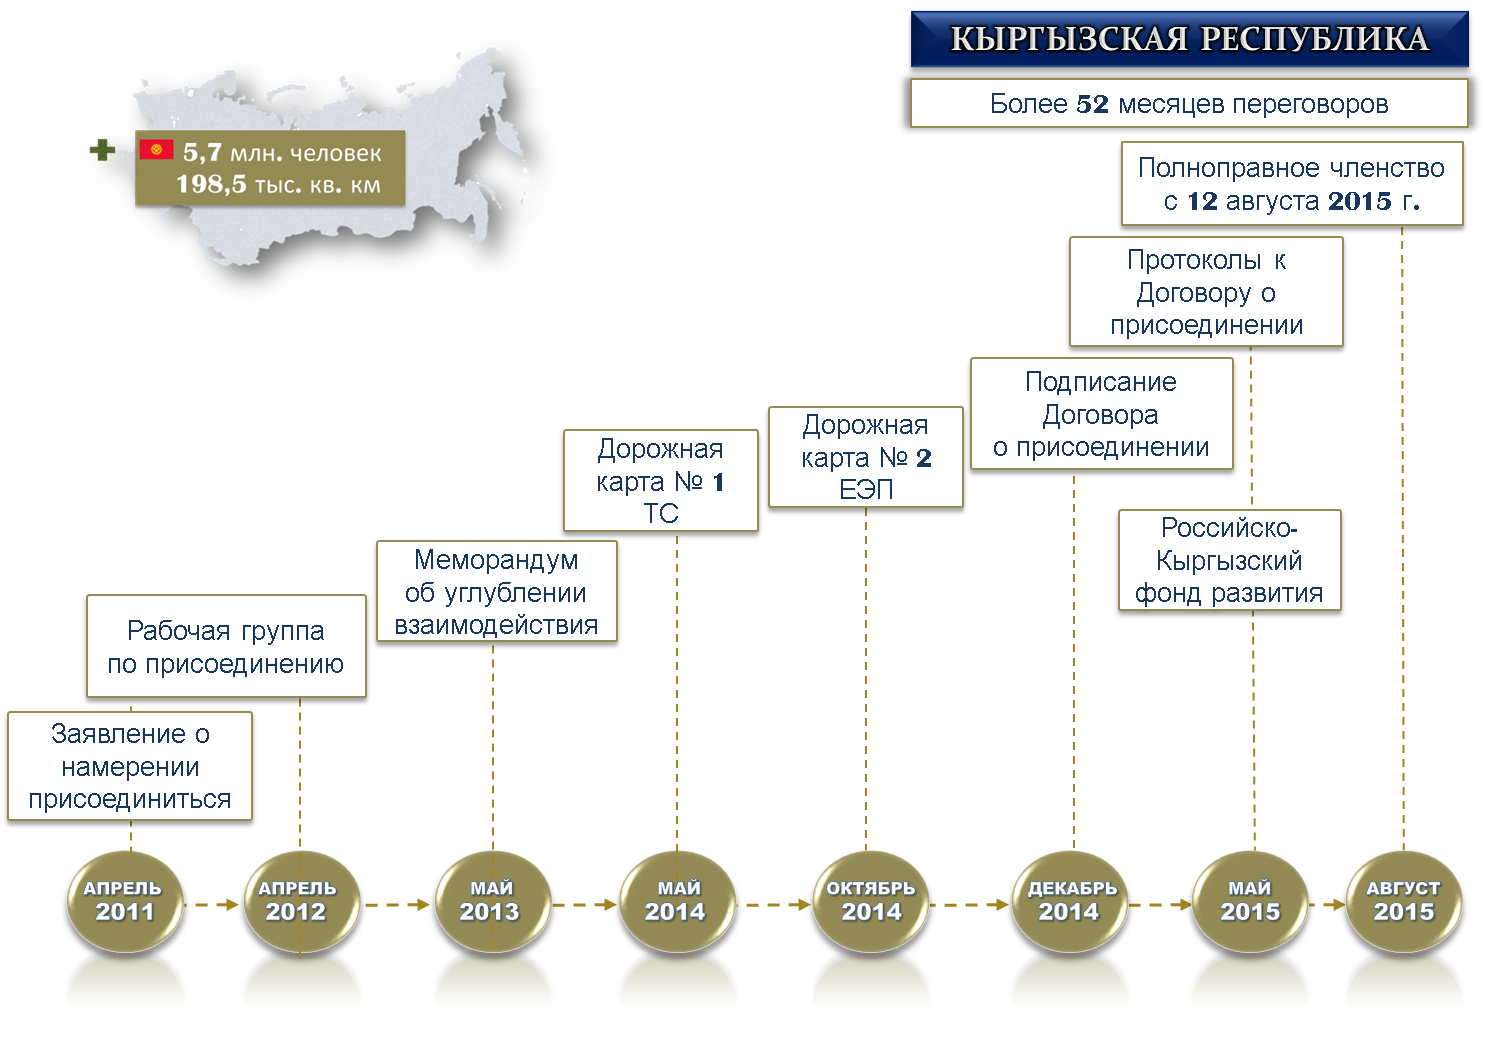 КЫРГЫЗСКАЯ РЕСПУБЛИКА
Более 52 месяцев переговоров
5,7 млн. человек
198,5 тыс. кв. км
Полноправное членство
с 12 августа 2015 г.
Протоколы к
Договору о
присоединении
Подписание
Договора
о присоединении
Дорожная
карта № 2
ЕЭП
Дорожная
карта № 1
ТС
Российско-
Кыргызский
фонд развития
Меморандум
об углублении
взаимодействия
Рабочая группа
по присоединению
Заявление о
намерении
присоединиться
АПРЕЛЬ
2011
АПРЕЛЬ
2012
МАЙ
2013
МАЙ
2014
ОКТЯБРЬ
2014
ДЕКАБРЬ
2014
МАЙ
2015
АВГУСТ
2015